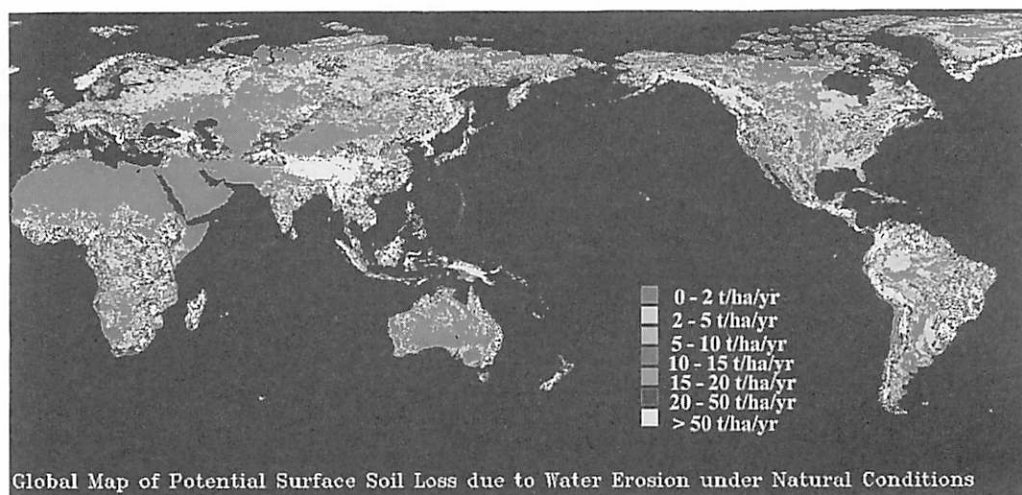 0 - 2 t/ha/yr
2 - 5 t/ha/yr
5 - 10 t/ha/yr
10 - 15 t/ha/yr
15 - 20 t/ha/yr
20 - 50 t/ha/yr
> 50 t/ha/yr
Global Map of Potential Surface Soil Loss due to Water Erosion under Natural Conditions